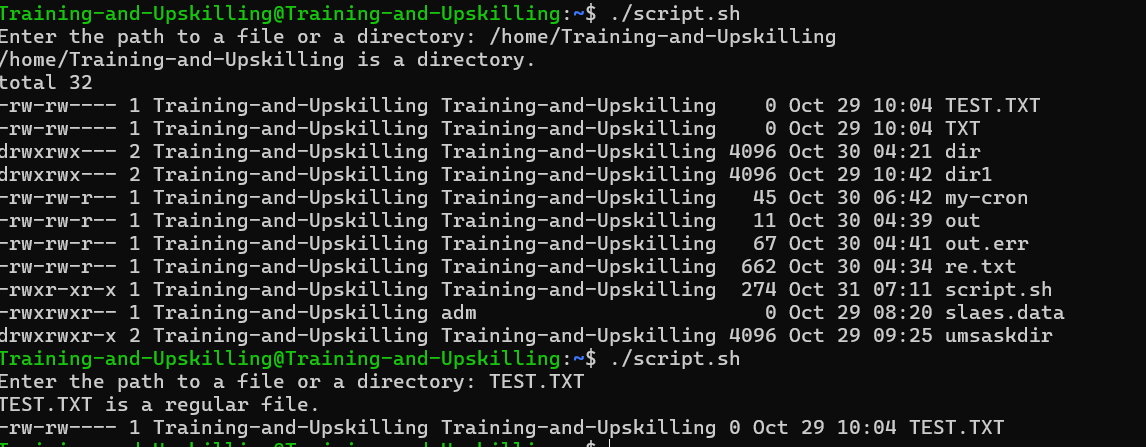 Training-and-Upskilling@Training-and-Upskilling:~$ ./script.sh
Enter the path to a file or a directory: /home/Training-and-Upskilling
/home/Training-and-Upskilling is a directory.
total 32
-rw-rw---- 1 Training-and-Upskilling Training-and-Upskilling    0 Oct 29 10:04 TEST.TXT
-rw-rw---- 1 Training-and-Upskilling Training-and-Upskilling    0 Oct 29 10:04 TXT
drwxrwx--- 2 Training-and-Upskilling Training-and-Upskilling 4096 Oct 30 04:21 dir
drwxrwx--- 2 Training-and-Upskilling Training-and-Upskilling 4096 Oct 29 10:42 dir1
-rw-rw-r-- 1 Training-and-Upskilling Training-and-Upskilling   45 Oct 30 06:42 my-cron
-rw-rw-r-- 1 Training-and-Upskilling Training-and-Upskilling   11 Oct 30 04:39 out
-rw-rw-r-- 1 Training-and-Upskilling Training-and-Upskilling   67 Oct 30 04:41 out.err
-rw-rw-r-- 1 Training-and-Upskilling Training-and-Upskilling  662 Oct 30 04:34 re.txt
-rwxr-xr-x 1 Training-and-Upskilling Training-and-Upskilling  274 Oct 31 07:11 script.sh
-rwxrwxr-- 1 Training-and-Upskilling adm                        0 Oct 29 08:20 slaes.data
drwxrwxr-x 2 Training-and-Upskilling Training-and-Upskilling 4096 Oct 29 09:25 umsaskdir
Training-and-Upskilling@Training-and-Upskilling:~$ ./script.sh
Enter the path to a file or a directory: TEST.TXT
TEST.TXT is a regular file.
-rw-rw---- 1 Training-and-Upskilling Training-and-Upskilling 0 Oct 29 10:04 TEST.TXT
Training-and-Upskilling@Training-and-Upskilling:~$